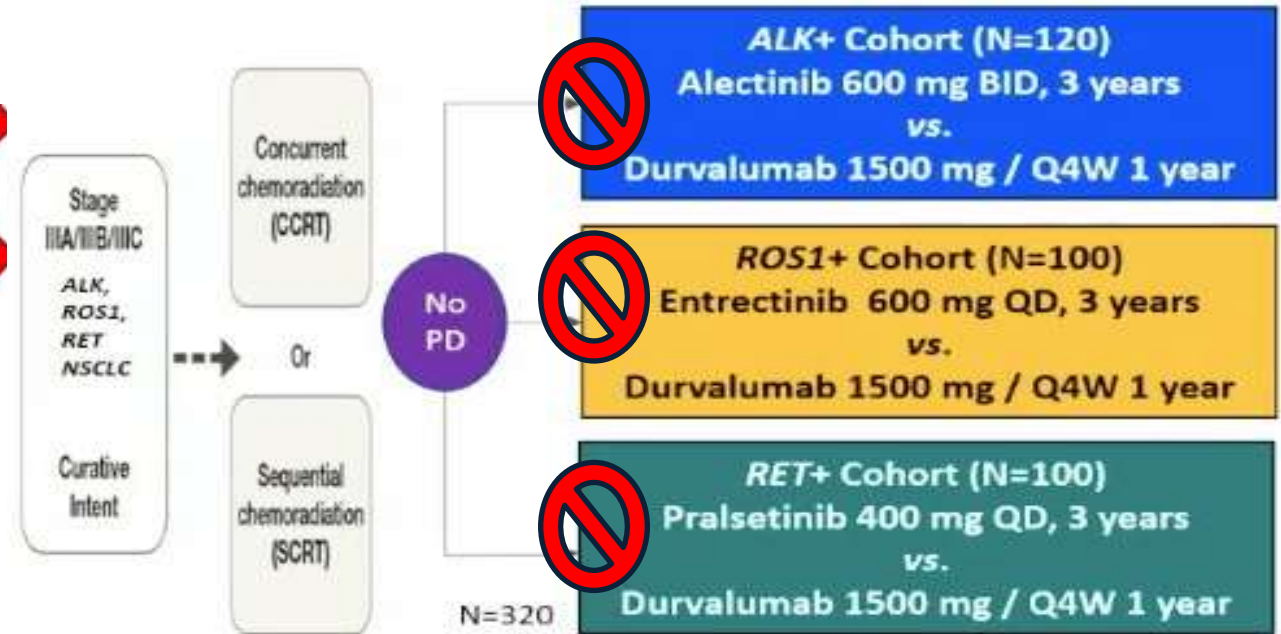 Stage
IIIA/IIIB/IIIC
ALK,
ROS1,
RET
NSCLC
Curative
Intent
Concurrent
chemoradiation
(CCRT)
Or
Sequential
chemoradiation
(SCRT)
No
PD
N=320
ALK+ Cohort (N=120)
Alectinib 600 mg BID, 3 years
vs.
Durvalumab 1500 mg / Q4W 1 year
ROS1+ Cohort (N=100)
Entrectinib 600 mg QD, 3 years
vs.
Durvalumab 1500 mg / Q4W 1 year
RET+ Cohort (N=100)
Pralsetinib 400 mg QD, 3 years
vs.
Durvalumab 1500 mg / Q4W 1 year